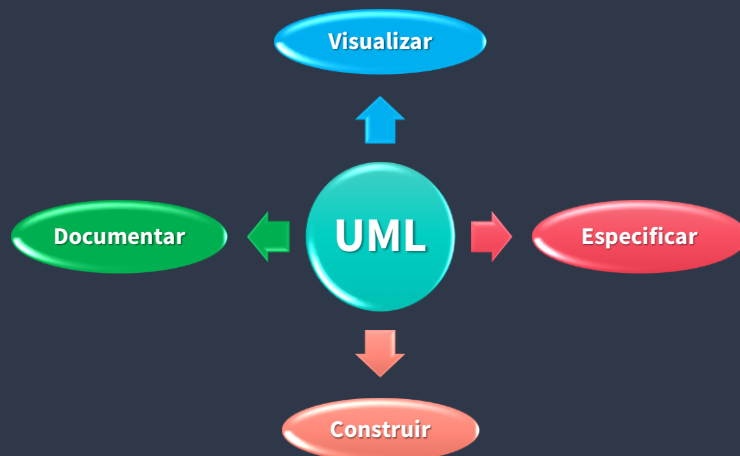 Visualizar
Documentar
UML
Especificar
Construir